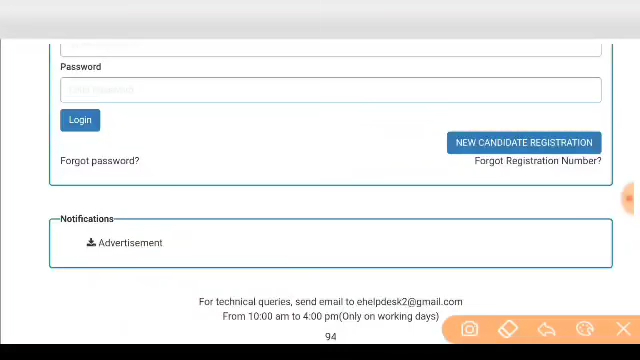 Password
Login
NEW CANDIDATE REGISTRATION
Forgot password?
Forgot Registration Number?
Notifications
Advertisement
For technical queries, send email to ehelpdesk2@gmail.com
From 10:00 am to 4:00 pm(Only on working days)
94